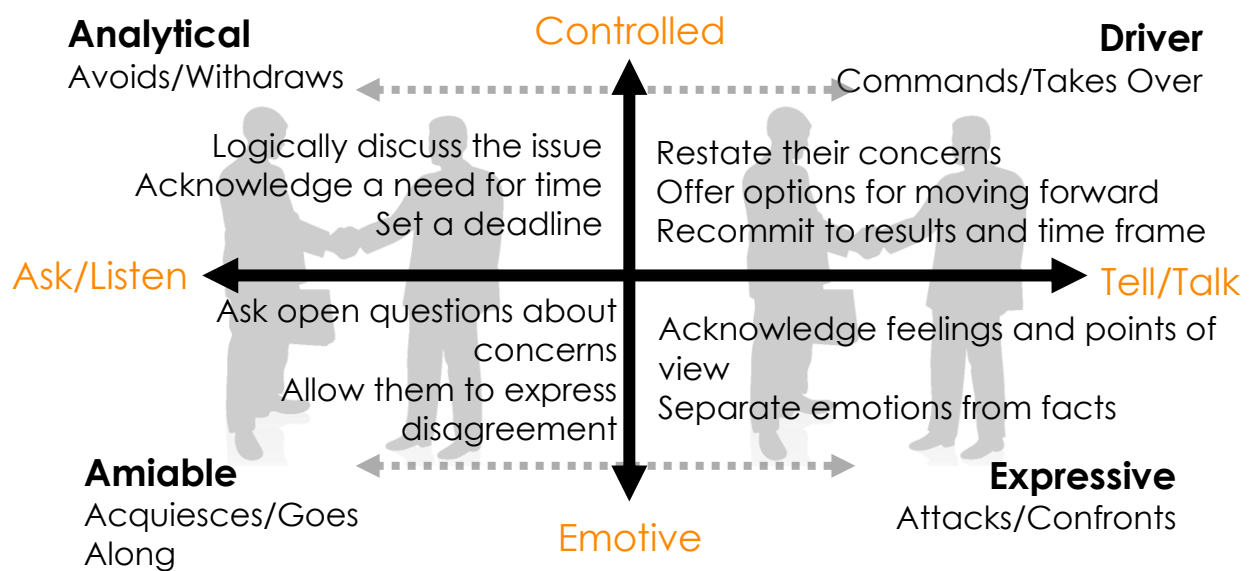 Analytical
Avoids/Withdraws
Controlled
Driver
Commands/Takes Over
Logically discuss the issue
Acknowledge a need for time
Set a deadline
Restate their concerns
Offer options for moving forward
Recommit to results and time frame
Ask/Listen
Tell/Talk
Ask open questions about
concerns
Allow them to express
disagreement
Acknowledge feelings and points of
view
Separate emotions from facts
Amiable
Acquiesces/Goes
Along
Emotive
Expressive
Attacks/Confronts